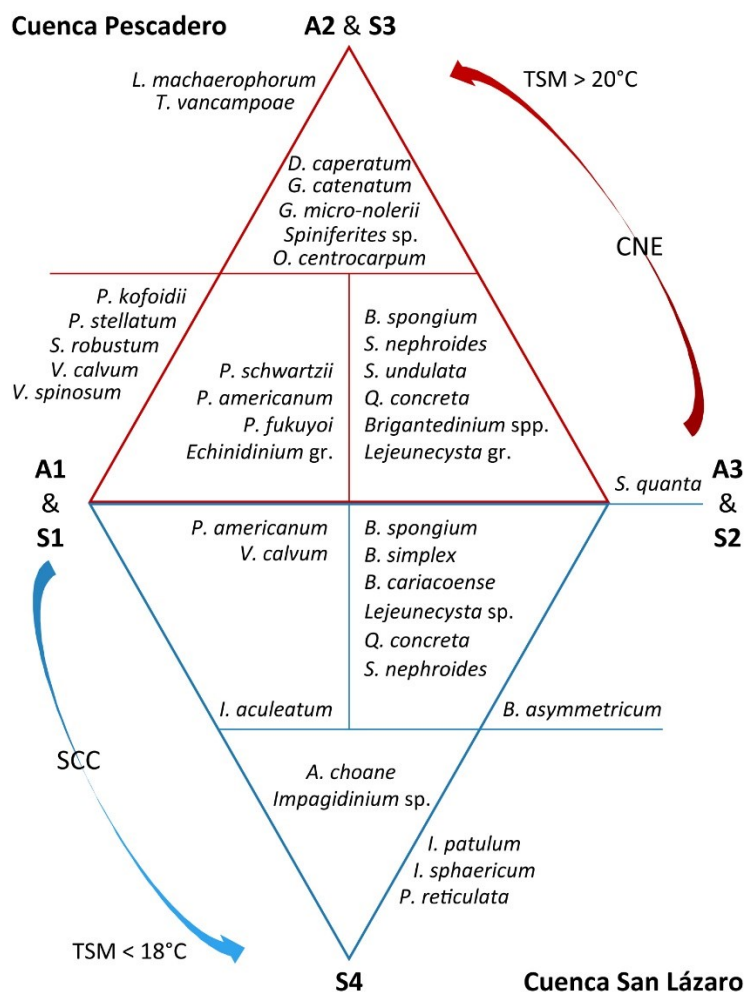 Cuenca Pescadero
A2 & S3
L. machaerophorum
T. vancampoae
TSM > 20°C
D. caperatum
G. catenatum
G. micro-nolerii
Spiniferites sp.
O. centrocarpum
CNE
P. kofoidii
P. stellatum
S. robustum
V. calvum
V. spinosum
P. schwartzii
P. americanum
P. fukuyoi
Echinidinium gr.
B. spongium
S. nephroides
S. undulata
Q. concreta
Brigantedinium spp.
Lejeunecysta gr.
A1
&
S1
S. quanta
A3
&
S2
P. americanum
V. calvum
B. spongium
B. simplex
B. cariacoense
Lejeunecysta sp.
Q. concreta
S. nephroides
I. aculeatum
B. asymmetricum
SCC
A. choane
Impagidinium sp.
I. patulum
I. sphaericum
P. reticulata
TSM < 18°C
S4
Cuenca San Lázaro